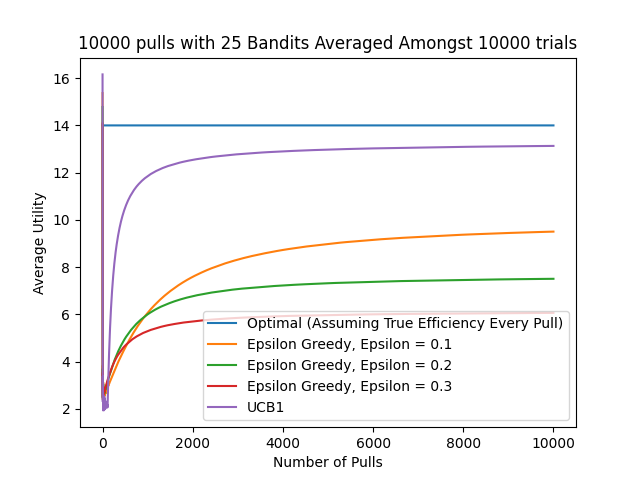 10000 pulls with 25 Bandits Averaged Amongst 10000 trials
16
14
12
10
8
6
4
2
Average Utility
Optimal (Assuming True Efficiency Every Pull)
Epsilon Greedy, Epsilon = 0.1
Epsilon Greedy, Epsilon = 0.2
Epsilon Greedy, Epsilon = 0.3
UCB1
0 2000 4000 6000 8000 10000
Number of Pulls